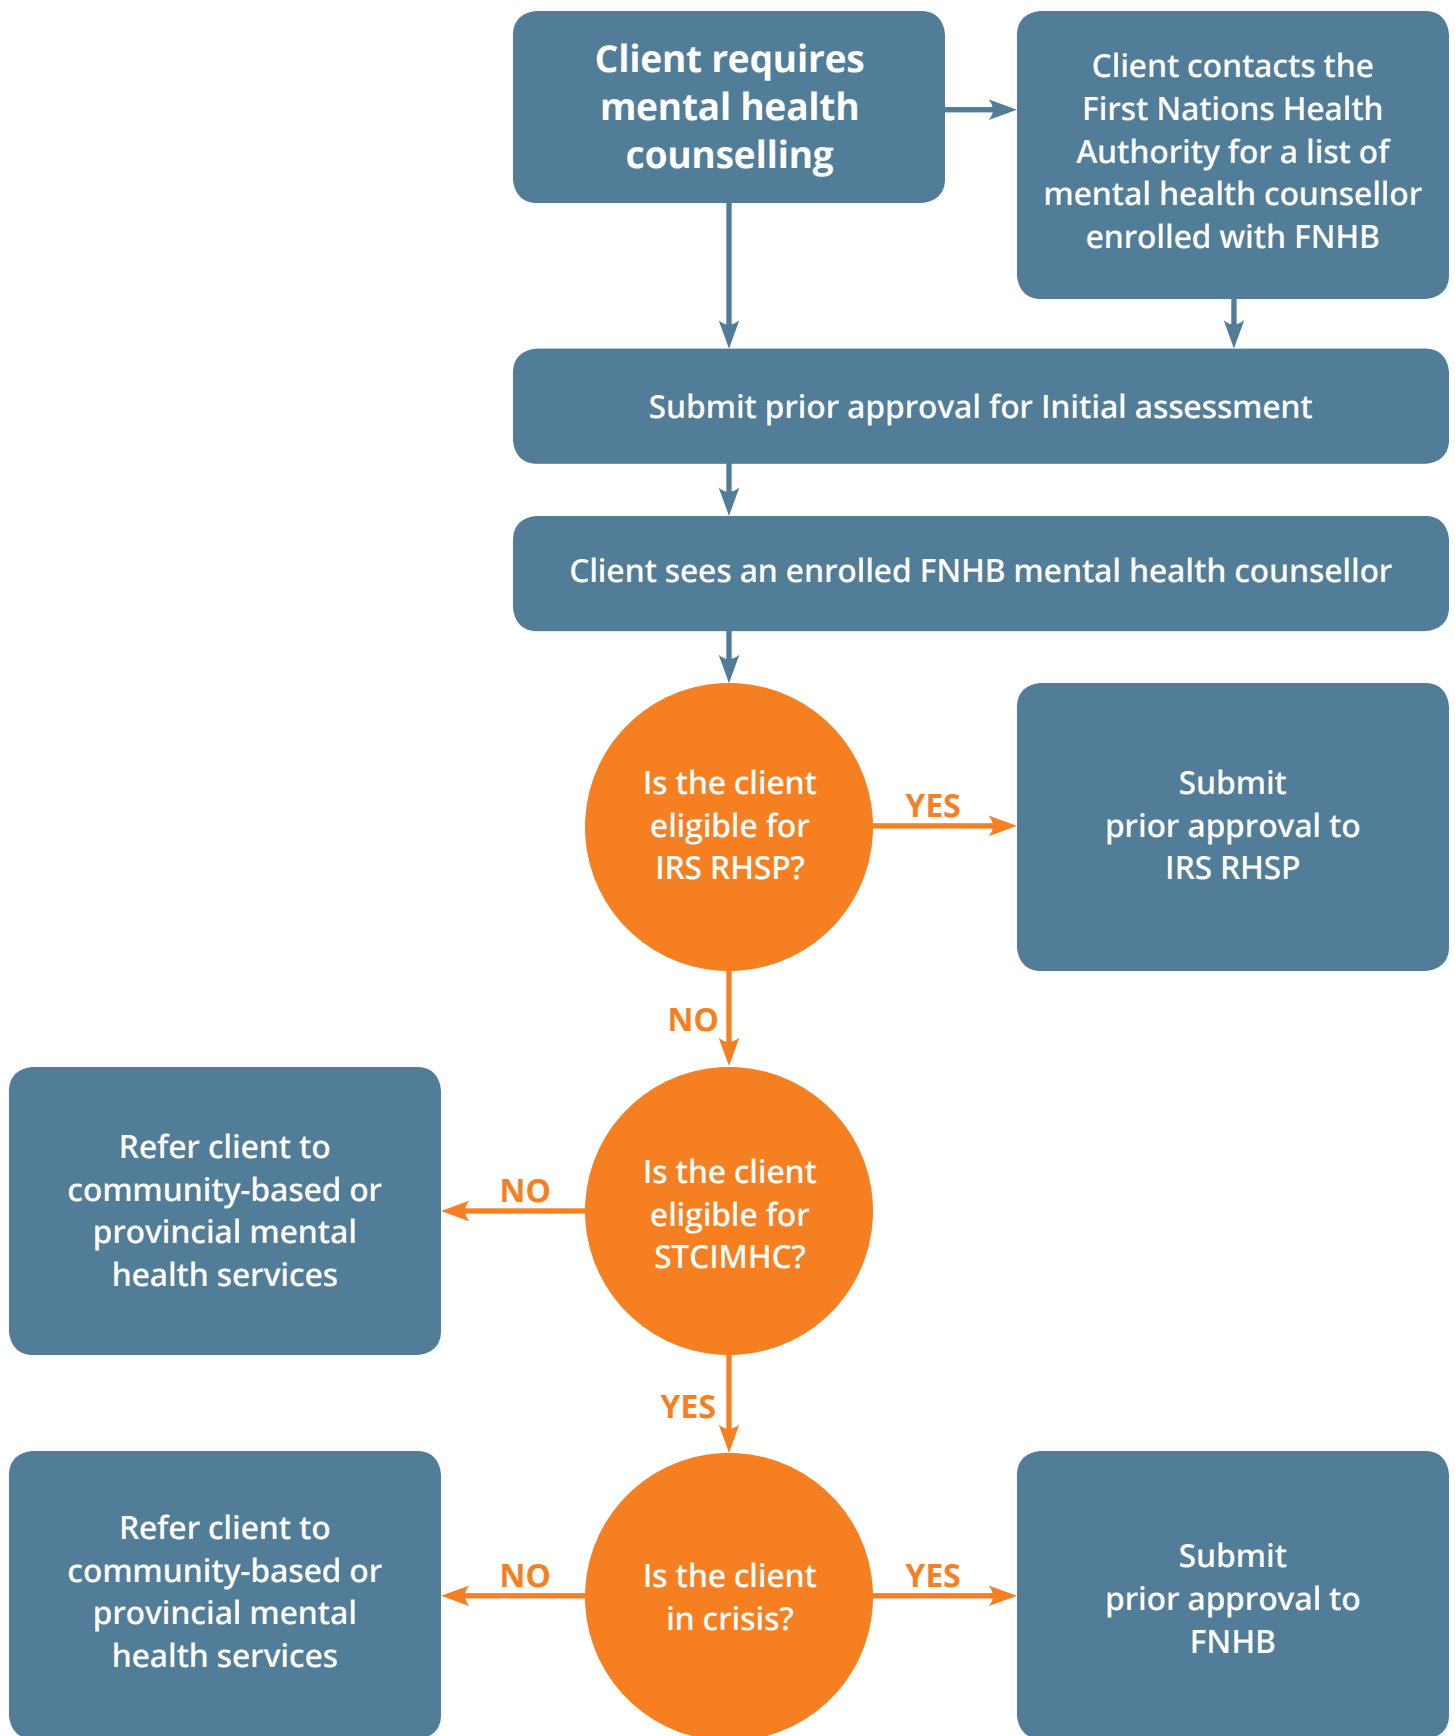 Client requires
mental health
counselling
Client contacts the
First Nations Health
Authority for a list of
mental health counsellor
enrolled with FNHB
Submit prior approval for Initial assessment
Client sees an enrolled FNHB mental health counsellor
Is the client
eligible for
IRS RHSP?
YES
Submit
prior approval to
IRS RHSP
NO
Is the client
eligible for
STCIMHC?
NO
Refer client to
community-based or
provincial mental
health services
YES
Is the client
in crisis?
NO
Refer client to
community-based or
provincial mental
health services
YES
Submit
prior approval to
FNHB